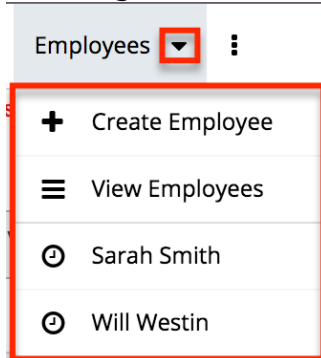 Employees
Create Employee
View Employees
Sarah Smith
Will Westin